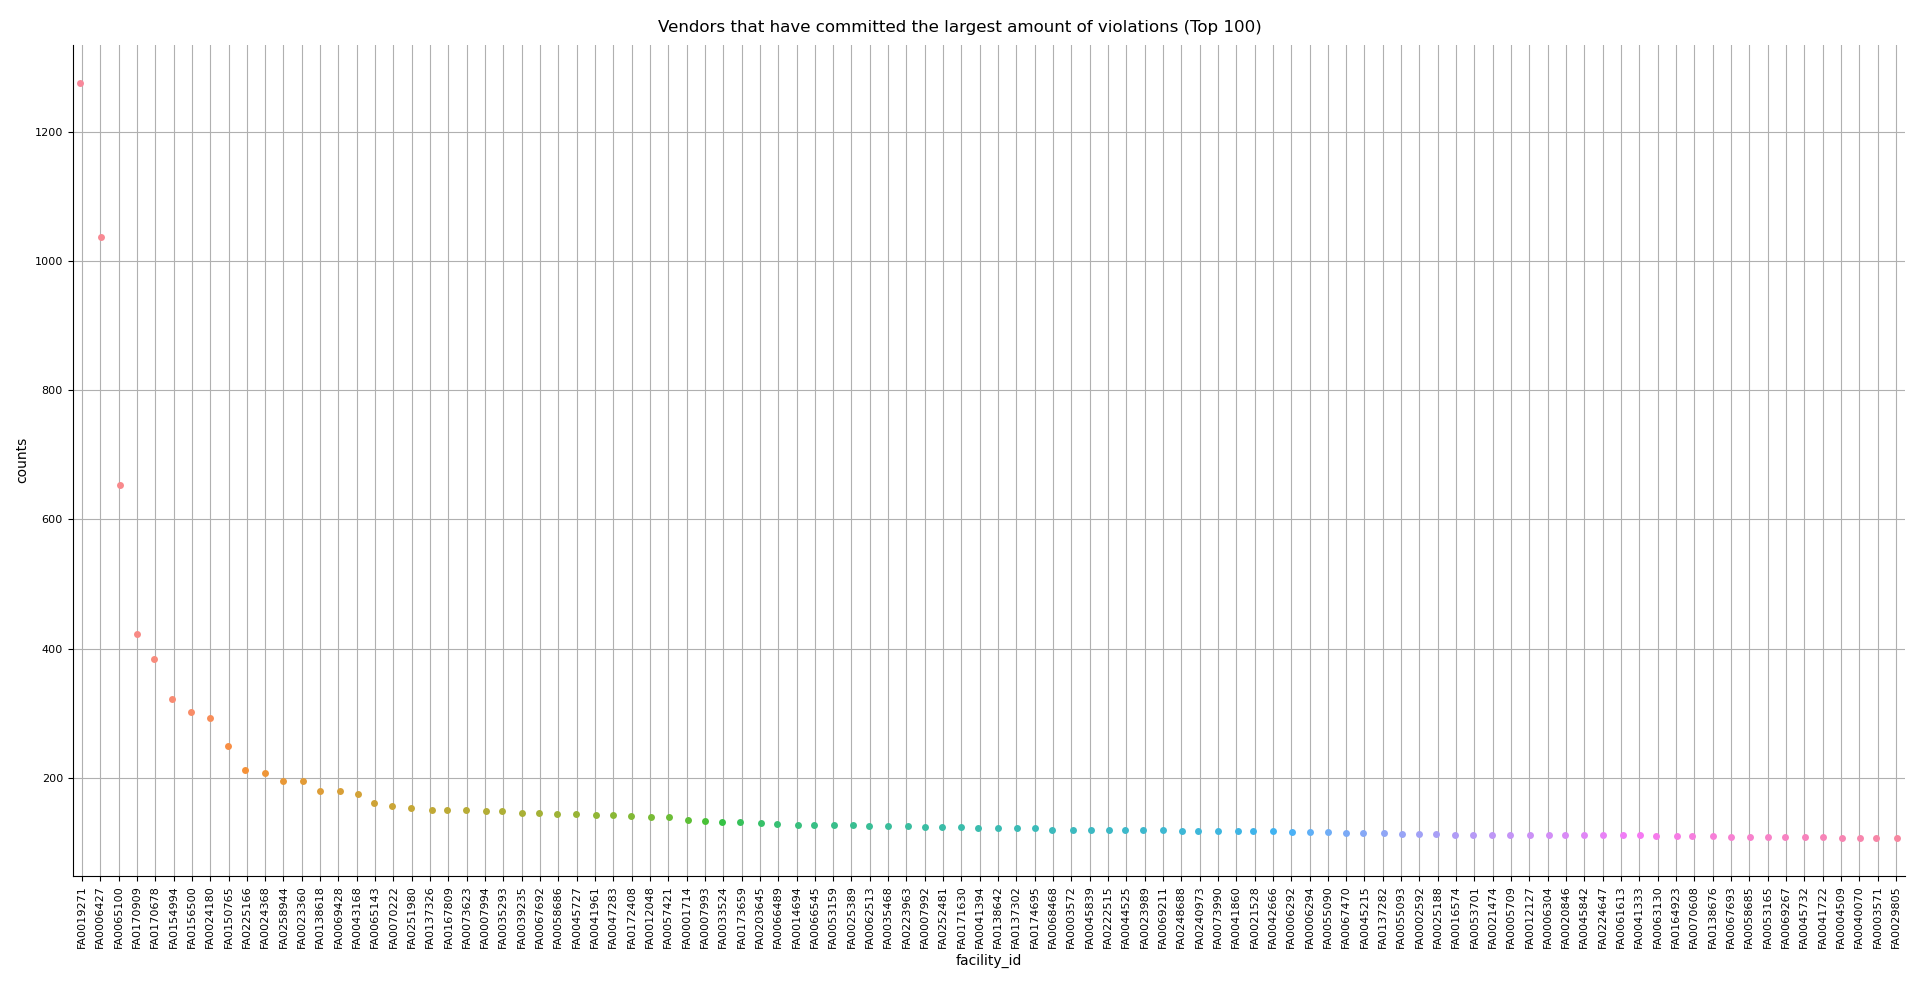 Vendors that have committed the largest amount of violations (Top 100)
1200
1000
800
600
400
200
counts
FA0019271
FA0006427
FA0065100
FA0170909
FA0170678
FA0154994
FA0156500
FA0024180
FA0150765
FA0225166
FA0224368
FA0258944
FA0023360
FA0138618
FA0069428
FA0043168
FA0065143
FA0070222
FA0251980
FA0137326
FA0167809
FA0073623
FA0007994
FA0035293
FA0039235
FA0067692
FA0058686
FA0045727
FA0041961
FA0047283
FA0172408
FA0012048
FA0057421
FA0001714
FA0007993
FA0033524
FA0173659
FA0203645
FA0066489
FA0014694
FA0066545
FA0053159
FA0025389
FA0062513
FA0035468
FA0223963
FA0007992
FA0252481
FA0171630
FA0041394
FA0138642
FA0137302
FA0174695
FA0068468
FA0003572
FA0045839
FA0222515
FA0044525
FA0023989
FA0069211
FA0248688
FA0240973
FA0073990
FA0041860
FA0221528
FA0042666
FA0006292
FA0006294
FA0055090
FA0067470
FA0045215
FA0137282
FA0055093
FA0002592
FA0025188
FA0016574
FA0053701
FA0021474
FA0005709
FA0012127
FA0006304
FA0020846
FA0045842
FA0224647
FA0061613
FA0041333
FA0063130
FA0164923
FA0070608
FA0138676
FA0067693
FA0058685
FA0053165
FA0069267
FA0045732
FA0041722
FA0004509
FA0040070
FA0003571
FA0029805
facility_id